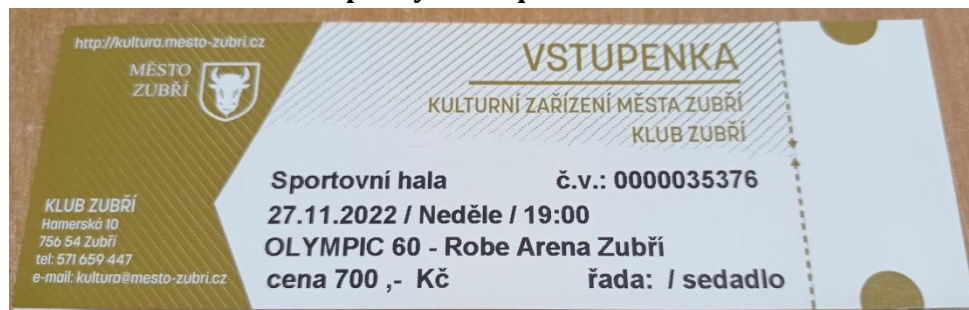 http://kultura.mesto-zubri.cz
MĚSTO
ZUBŘÍ
VSTUPENKA
KULTURNÍ ZAŘÍZENÍ MĚSTA ZUBŘÍ
KLUB ZUBŘÍ
Sportovní hala č.v.: 0000035376
27.11.2022 / Neděle / 19:00
OLYMPIC 60 - Robe Arena Zubří
cena 700 ,- Kč řada: / sedadlo
KLUB ZUBŘÍ
Hamerská 10
756 54 Zubří
tel: 571 659 447
e-mail: kultura@mesto-zubri.cz